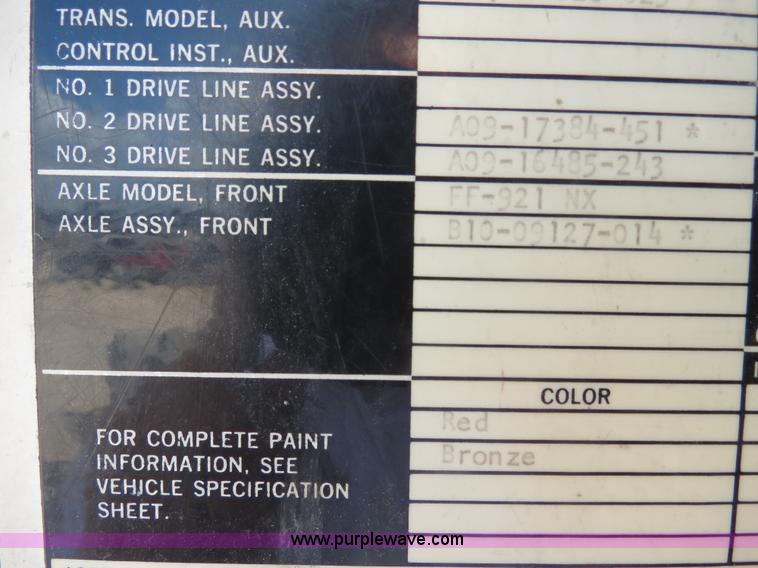 TRANS. MODEL, AUX.
CONTROL INST., AUX.
NO. 1 DRIVE LINE ASSY.
NO. 2 DRIVE LINE ASSY. A09-17384-451 *
NO. 3 DRIVE LINE ASSY. A09-16485-243
AXLE MODEL, FRONT FF-921 NX
AXLE ASSY., FRONT B10-09127-014 *
COLOR
Red
Bronze
FOR COMPLETE PAINT
INFORMATION, SEE
VEHICLE SPECIFICATION
SHEET.
www.purplewave.com